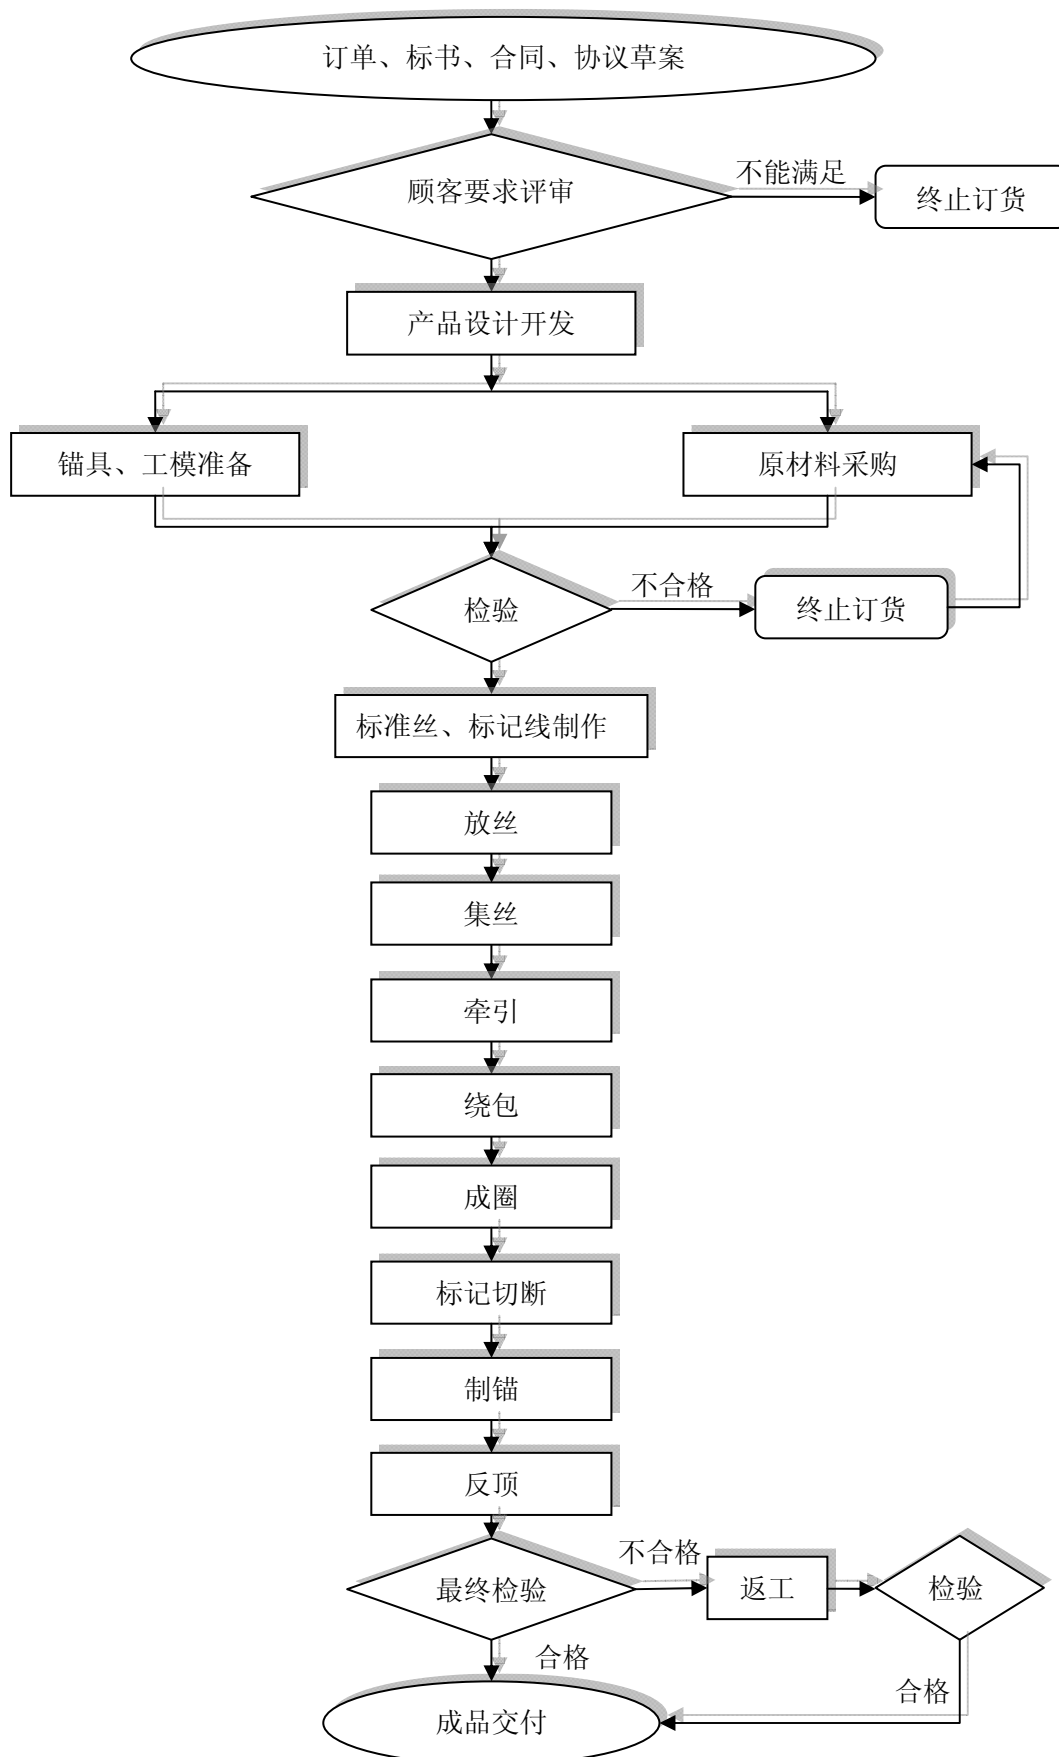 订单、标书、合同、协议草案
不能满足
顾客要求评审
终止订货
产品设计开发
锚具、工模准备
原材料采购
不合格
检验
终止订货
标准丝、标记线制作
放丝
集丝
牵引
绕包
成圈
标记切断
制锚
反顶
不合格
最终检验
返工
检验
合格
合格
成品交付